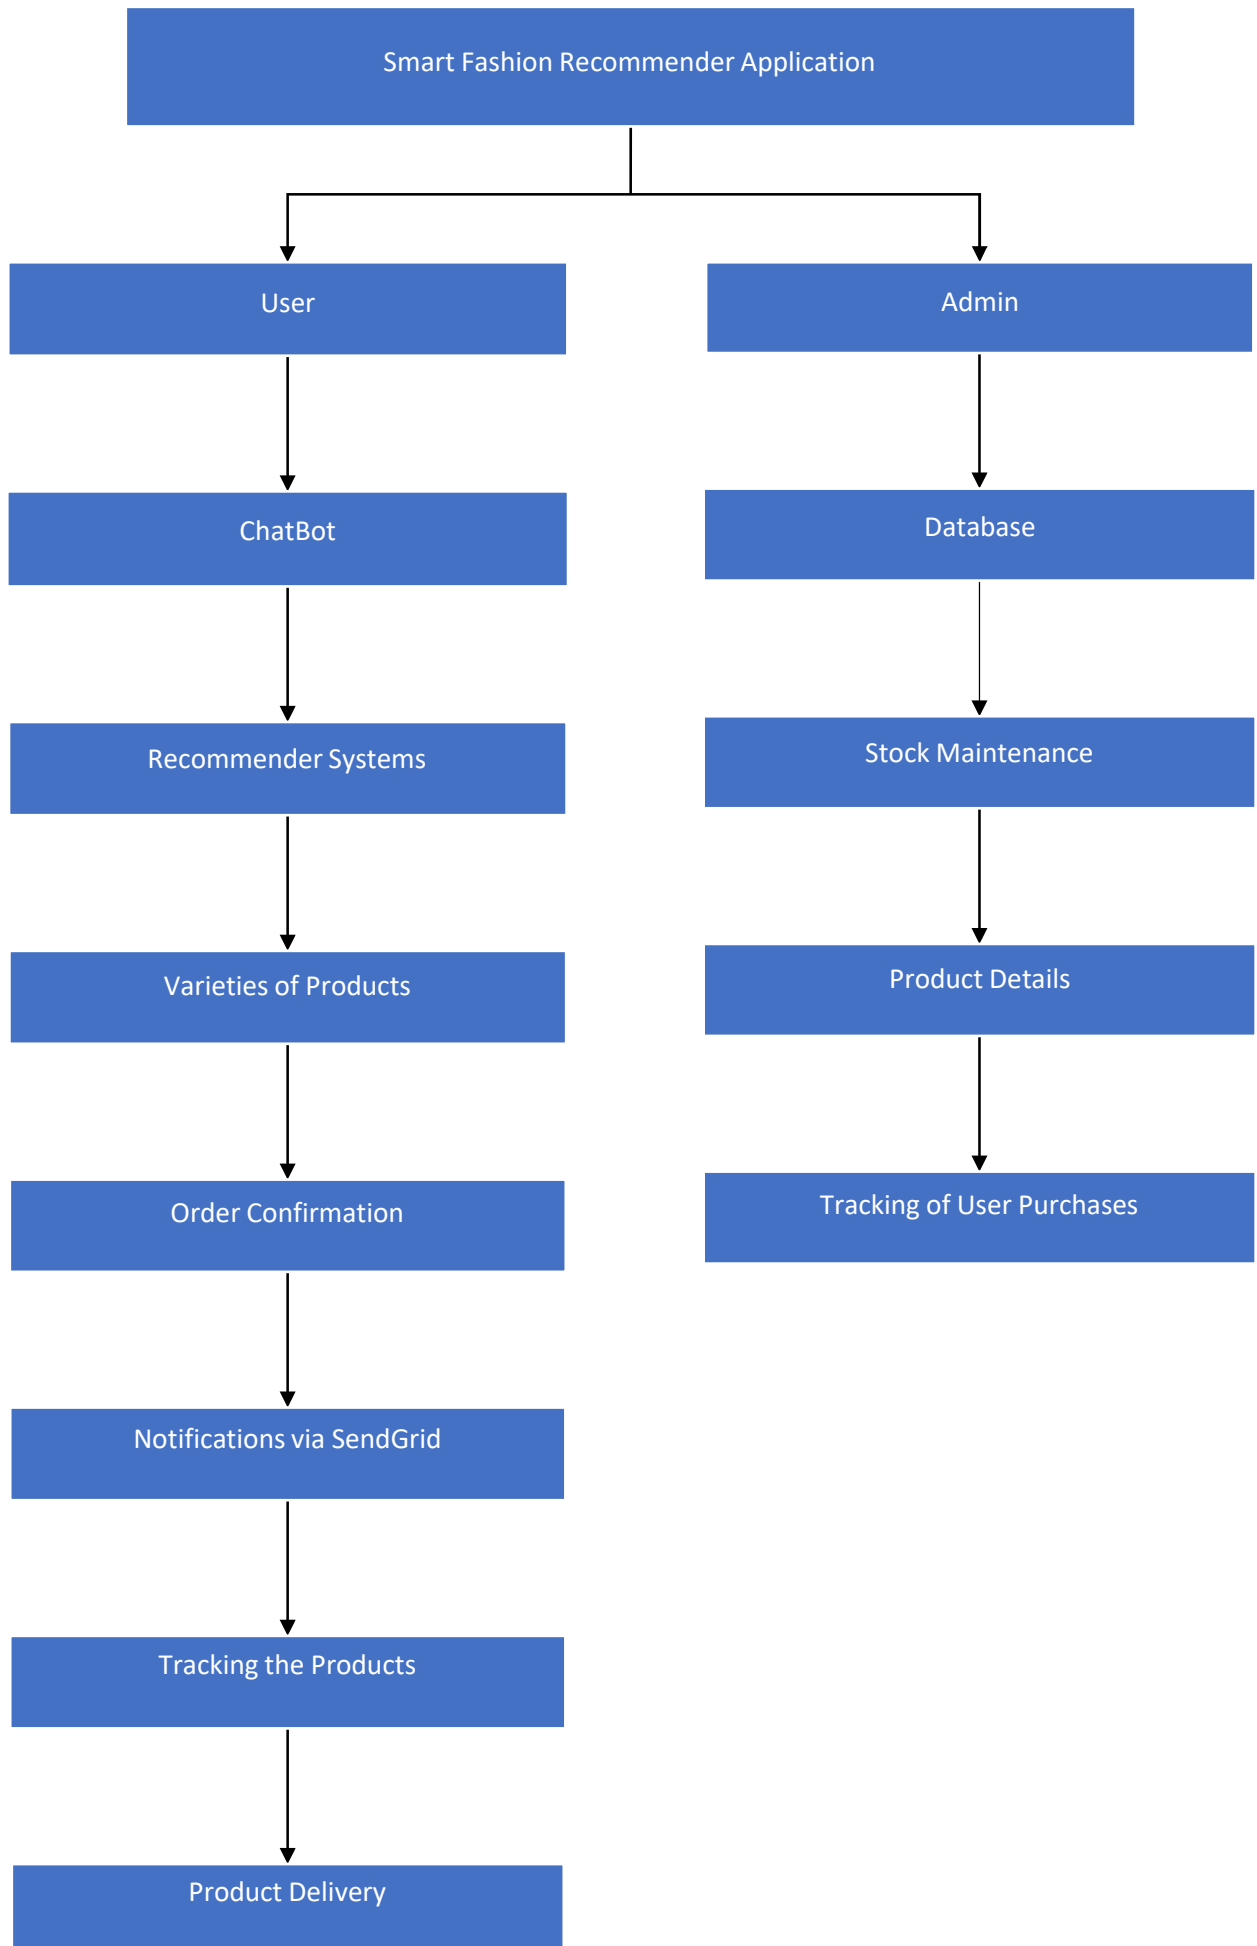 Smart Fashion Recommender Application
User
Admin
ChatBot
Database
Recommender Systems
Stock Maintenance
Varieties of Products
Product Details
Order Confirmation
Tracking of User Purchases
Notifications via SendGrid
Tracking the Products
Product Delivery